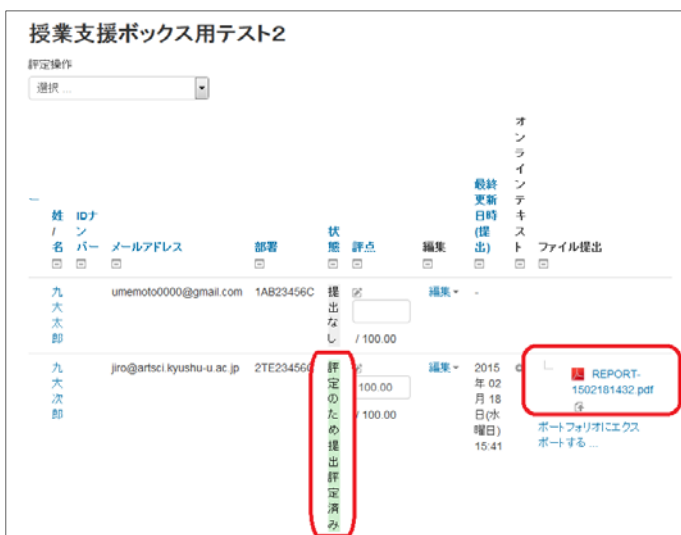 授業支援ボックス用テスト2
評定操作
選択 ...
姓 / 名
IDナンバー
メールアドレス
部署
状態
評点
編集
最終更新日時(提出)
オンラインテキスト
ファイル提出
九大太郎
umemoto0000@gmail.com
1AB23456C
提出なし
/ 100.00
編集
-
九大次郎
jiro@artsci.kyushu-u.ac.jp
2TE23456C
評定のため提出評定済み
100.00
/ 100.00
編集
2015年 02月 18日(水曜日) 15:41
REPORT-
1502181432.pdf
ポートフォリオにエクス
ポートする ...